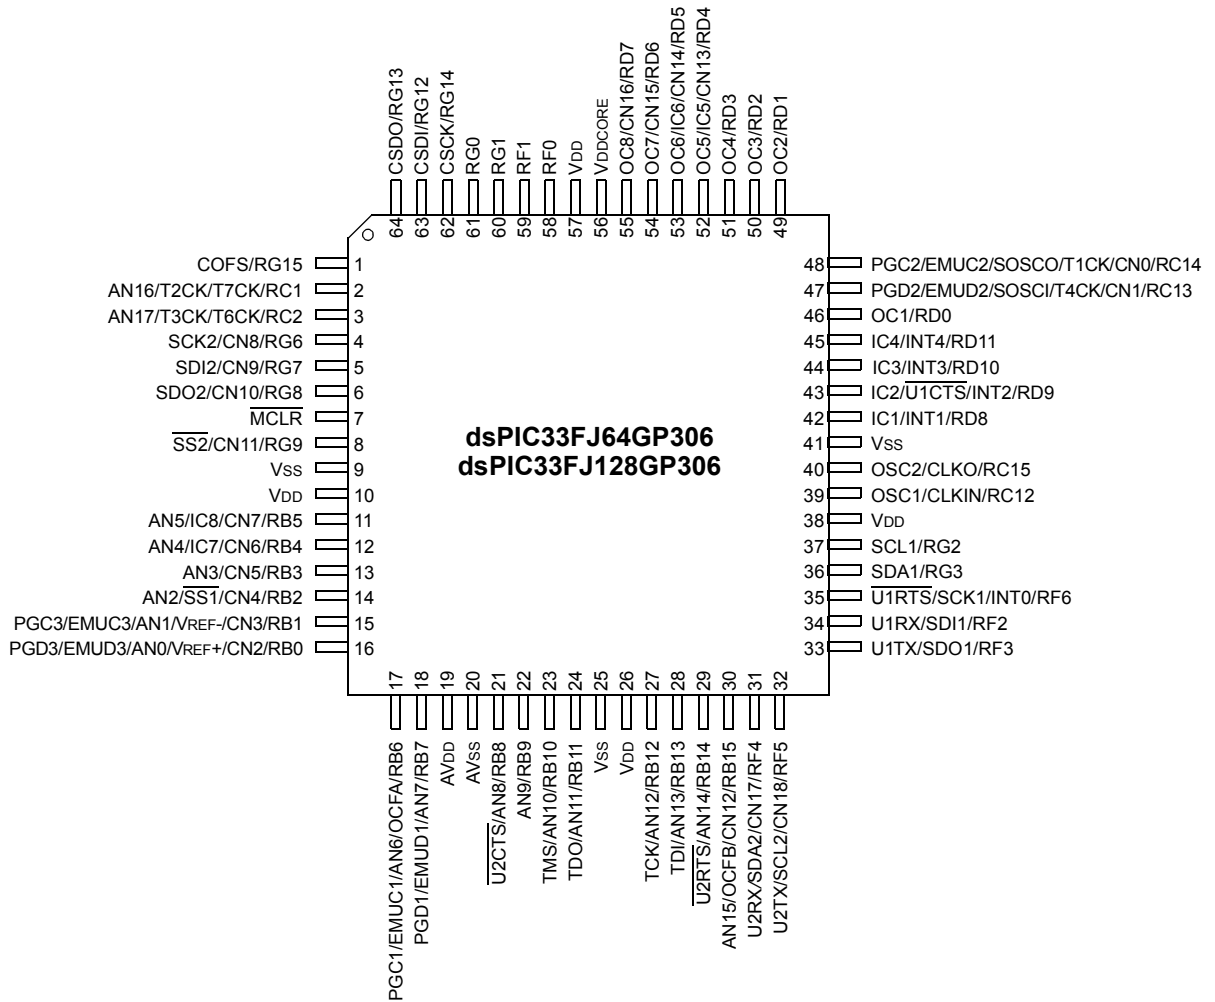 CSDO/RG13
CSDI/RG12
CSCK/RG14
RG0
RG1
RF1
RF0
VDD
VDDCORE
OC8/CN16/RD7
OC7/CN15/RD6
OC6/IC6/CN14/RD5
OC5/IC5/CN13/RD4
OC4/RD3
OC3/RD2
OC2/RD1
64
63
62
61
60
59
58
57
56
55
54
53
52
51
50
49
COFS/RG15 1
AN16/T2CK/T7CK/RC1 2
AN17/T3CK/T6CK/RC2 3
SCK2/CN8/RG6 4
SDI2/CN9/RG7 5
SDO2/CN10/RG8 6
MCLR 7
SS2/CN11/RG9 8
VSS 9
VDD 10
AN5/IC8/CN7/RB5 11
AN4/IC7/CN6/RB4 12
AN3/CN5/RB3 13
AN2/SS1/CN4/RB2 14
PGC3/EMUC3/AN1/VREF-/CN3/RB1 15
PGD3/EMUD3/AN0/VREF+/CN2/RB0 16
dsPIC33FJ64GP306
dsPIC33FJ128GP306
48 PGC2/EMUC2/SOSCO/T1CK/CN0/RC14
47 PGD2/EMUD2/SOSCI/T4CK/CN1/RC13
46 OC1/RD0
45 IC4/INT4/RD11
44 IC3/INT3/RD10
43 IC2/U1CTS/INT2/RD9
42 IC1/INT1/RD8
41 VSS
40 OSC2/CLKO/RC15
39 OSC1/CLKIN/RC12
38 VDD
37 SCL1/RG2
36 SDA1/RG3
35 U1RTS/SCK1/INT0/RF6
34 U1RX/SDI1/RF2
33 U1TX/SDO1/RF3
17
18
19
20
21
22
23
24
25
26
27
28
29
30
31
32
PGC1/EMUC1/AN6/OCFA/RB6
PGD1/EMUD1/AN7/RB7
AVDD
AVSS
U2CTS/AN8/RB8
AN9/RB9
TMS/AN10/RB10
TDO/AN11/RB11
VSS
VDD
TCK/AN12/RB12
TDI/AN13/RB13
U2RTS/AN14/RB14
AN15/OCFB/CN12/RB15
U2RX/SDA2/CN17/RF4
U2TX/SCL2/CN18/RF5